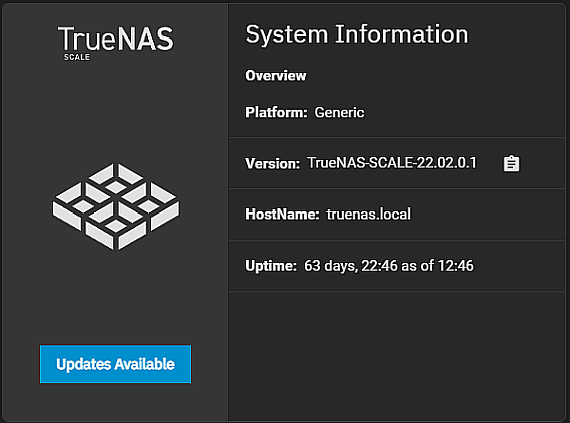 TrueNAS
SCALE
System Information
Overview
Platform: Generic
Version: TrueNAS-SCALE-22.02.0.1
HostName: truenas.local
Uptime: 63 days, 22:46 as of 12:46
Updates Available